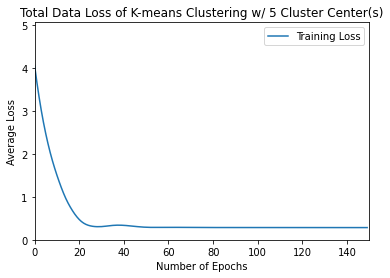 Total Data Loss of K-means Clustering w/ 5 Cluster Center(s)
Training Loss
Average Loss
5
4
3
2
1
0
0 20 40 60 80 100 120 140
Number of Epochs